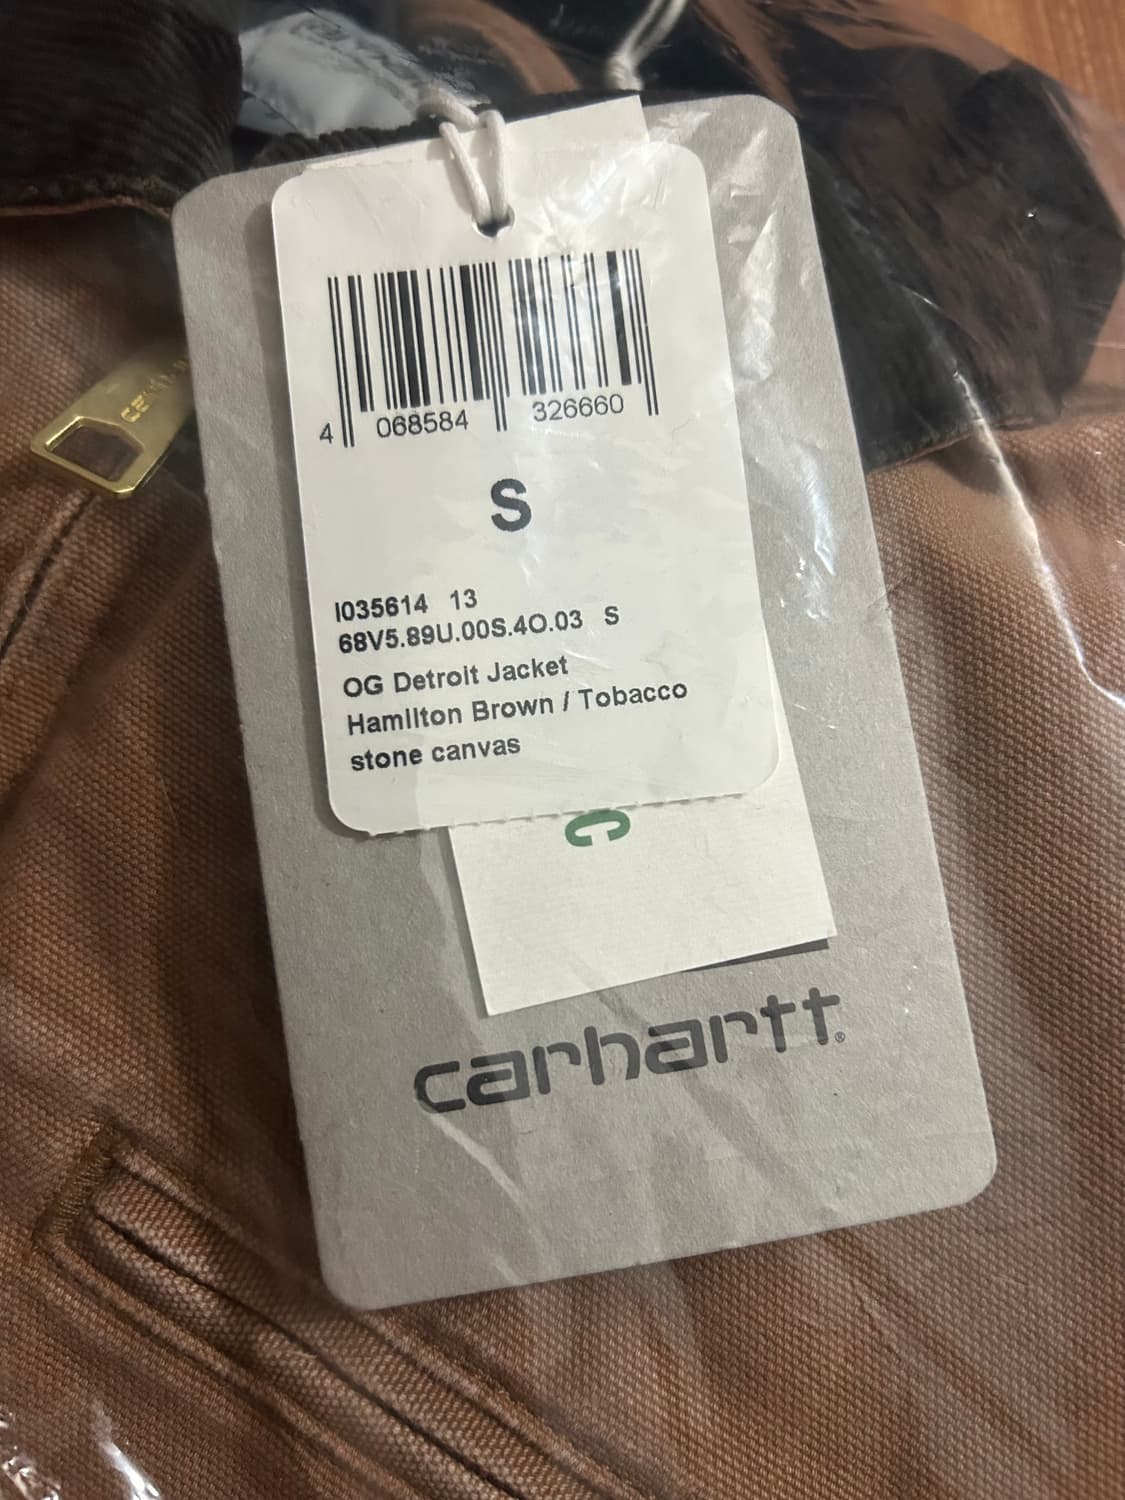 4 068584 326660
S
I035614 13
68V5.89U.00S.4O.03 S
OG Detroit Jacket
Hamilton Brown / Tobacco
stone canvas
C
carhartt®